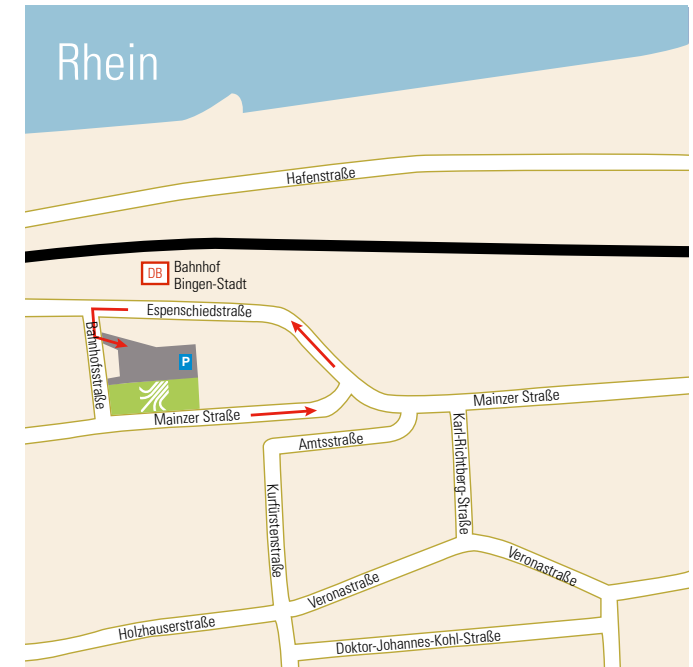 Rhein
Hafenstraße
DB
Bahnhof
Bingen-Stadt
Espenschiedstraße
Bahnhofsstraße
P
Mainzer Straße
Mainzer Straße
Amtsstraße
Karl-Richtberg-Straße
Kurfürstenstraße
Veronastraße
Veronastraße
Holzhauserstraße
Doktor-Johannes-Kohl-Straße